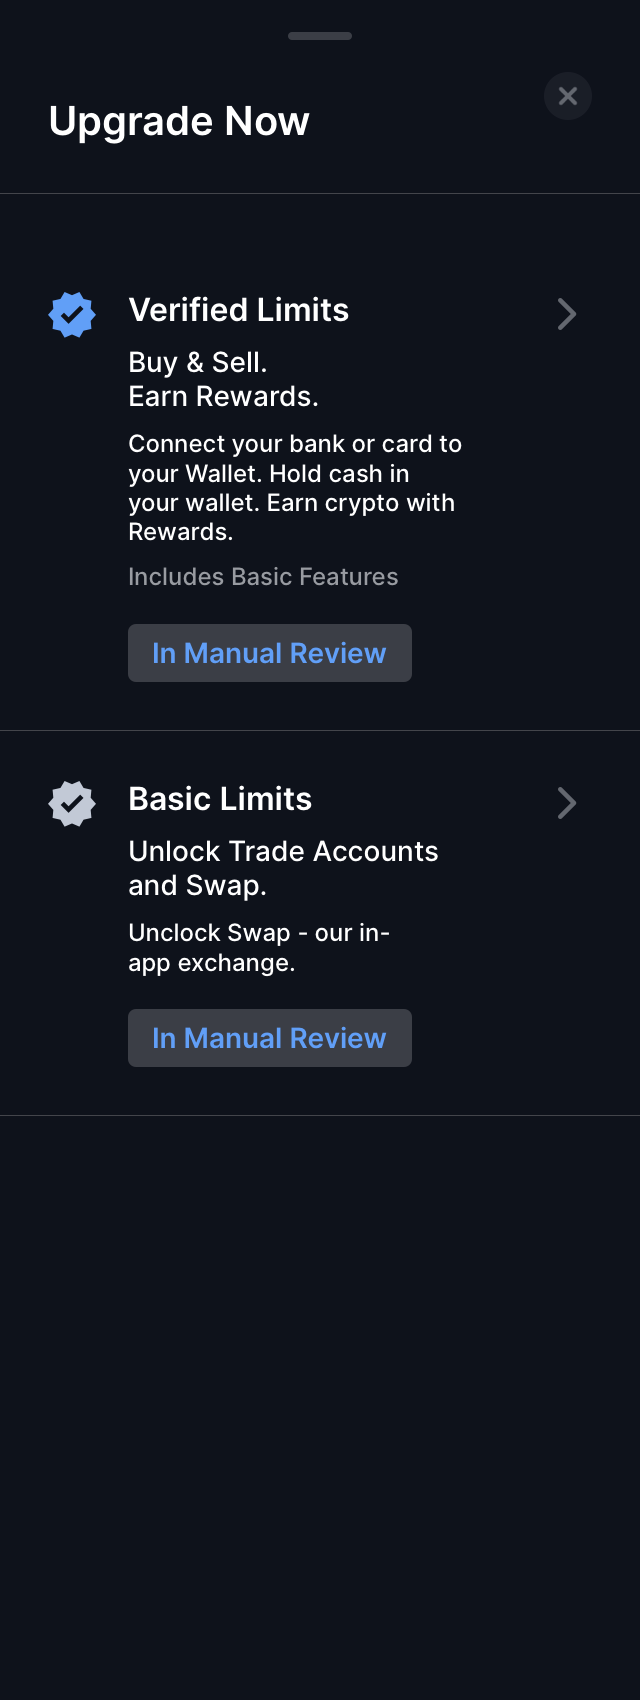 Upgrade Now
Verified Limits
Buy & Sell.
Earn Rewards.
Connect your bank or card to
your Wallet. Hold cash in
your wallet. Earn crypto with
Rewards.
Includes Basic Features
In Manual Review
Basic Limits
Unlock Trade Accounts
and Swap.
Unclock Swap - our in-
app exchange.
In Manual Review